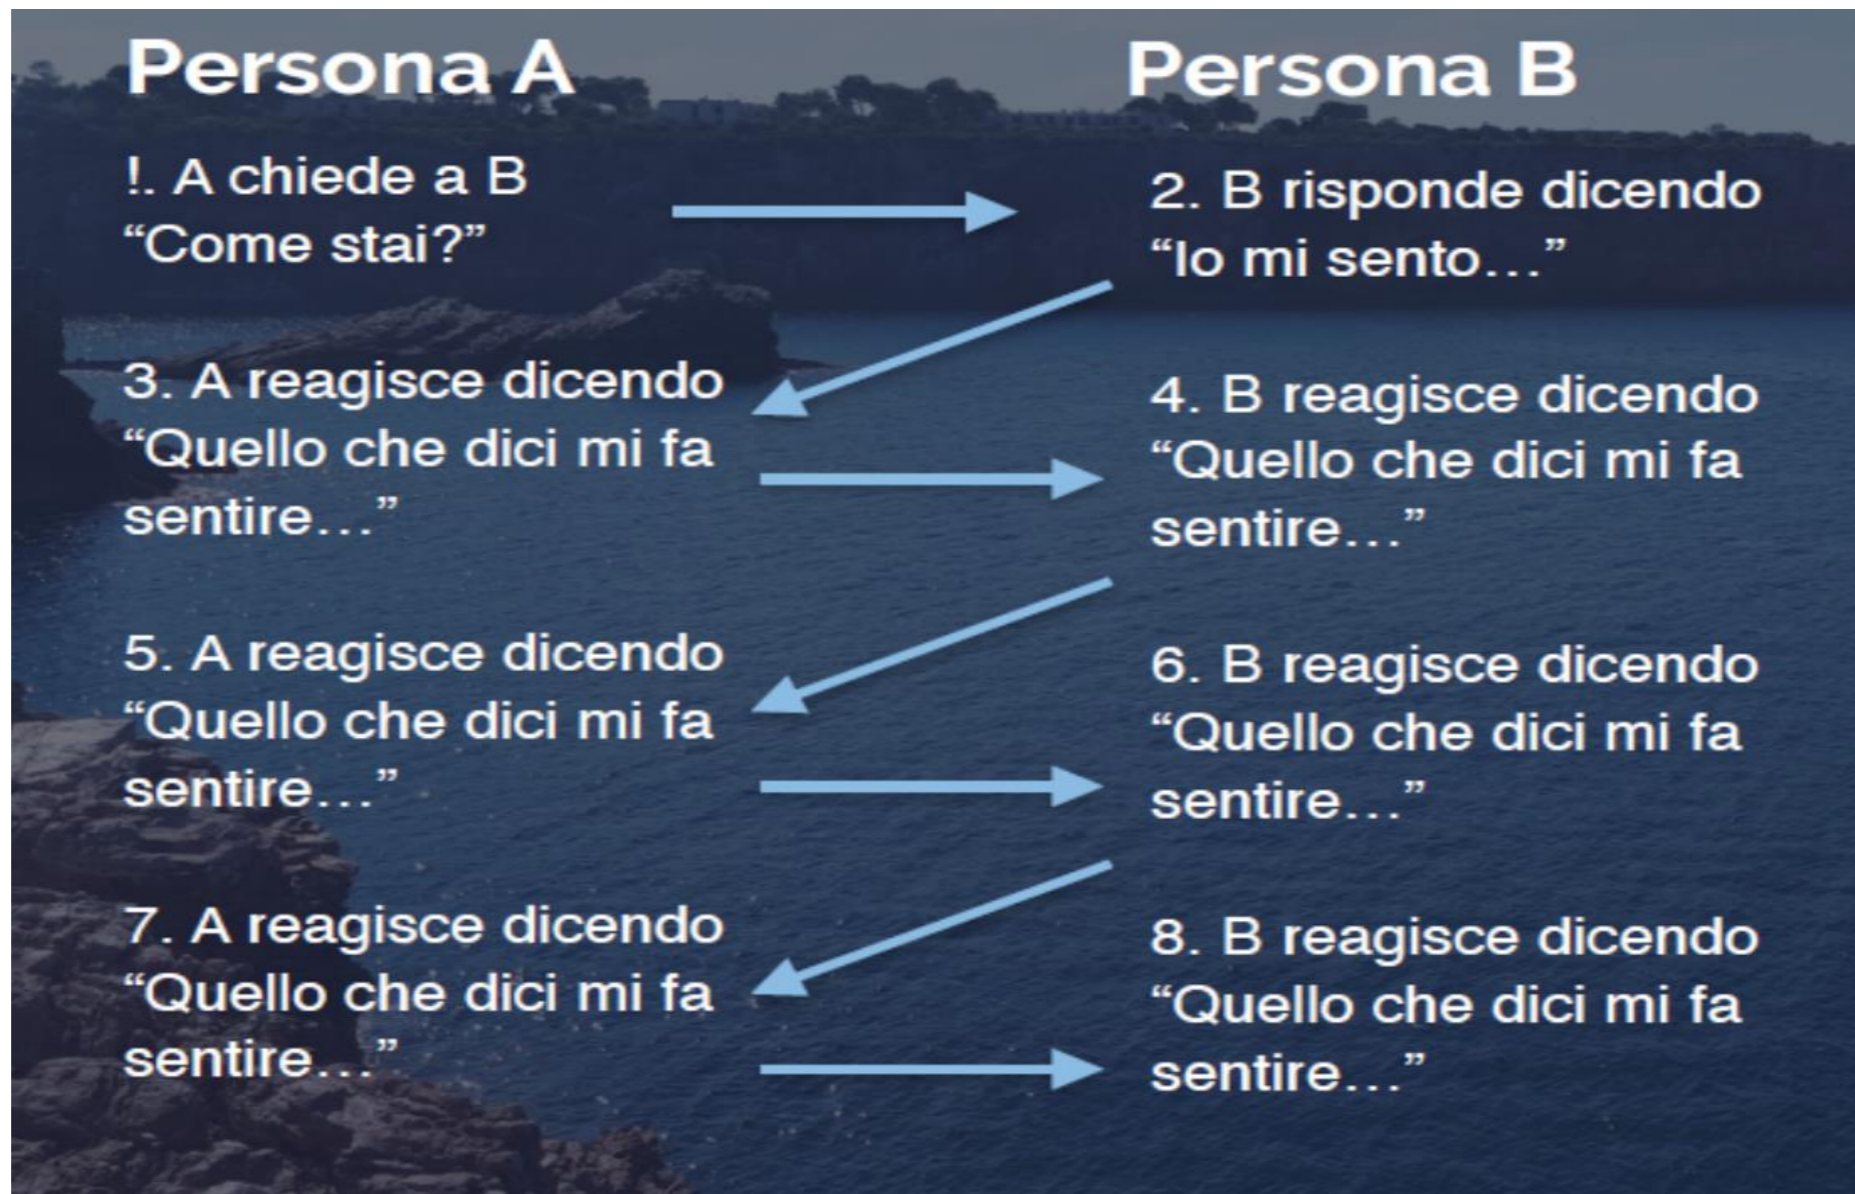 Persona A
Persona B
!. A chiede a B
“Come stai?”
2. B risponde dicendo
“Io mi sento…”
3. A reagisce dicendo
“Quello che dici mi fa
sentire…”
4. B reagisce dicendo
“Quello che dici mi fa
sentire…”
5. A reagisce dicendo
“Quello che dici mi fa
sentire…”
6. B reagisce dicendo
“Quello che dici mi fa
sentire…”
7. A reagisce dicendo
“Quello che dici mi fa
sentire…”
8. B reagisce dicendo
“Quello che dici mi fa
sentire…”